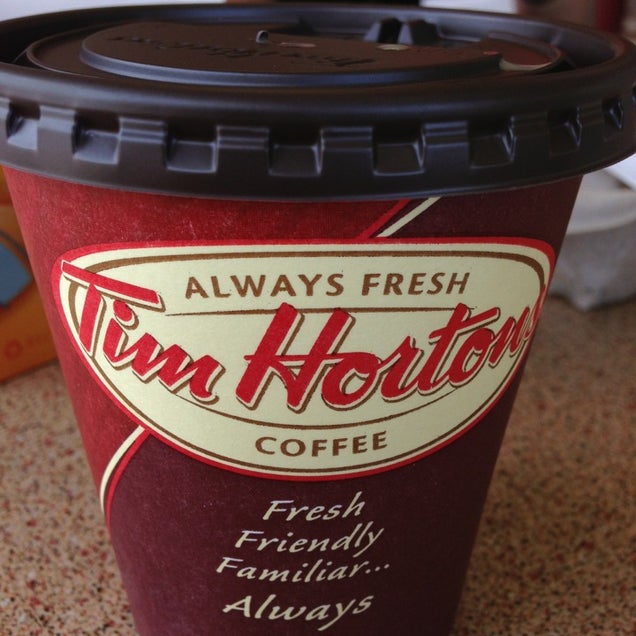 ALWAYS FRESH
Tim Hortons
COFFEE
Fresh
Friendly
Familiar...
Always